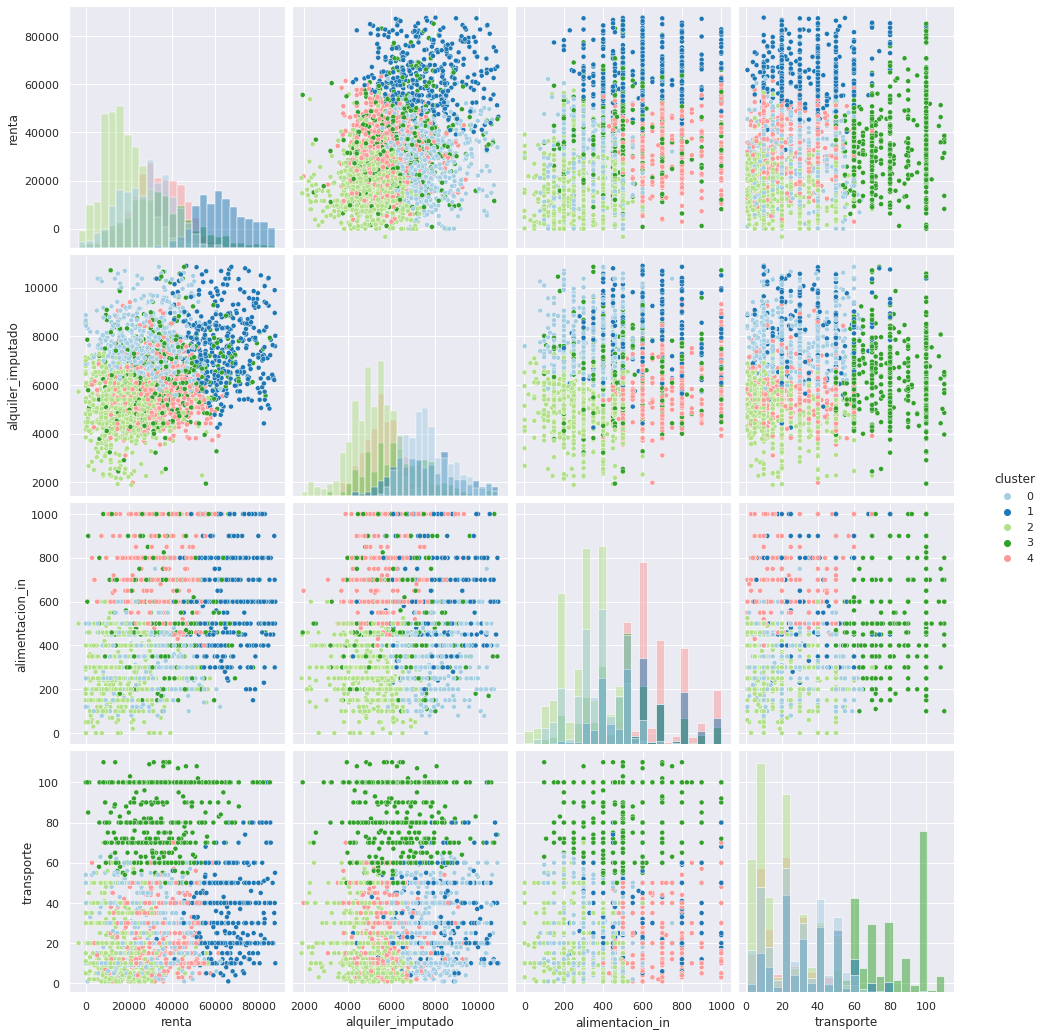 80000
60000
40000
20000
0
renta
10000
8000
6000
4000
2000
alquiler_imputado
1000
800
600
400
200
0
alimentacion_in
100
80
60
40
20
0
transporte
0 20000 40000 60000 80000
renta
2000 4000 6000 8000 10000
alquiler_imputado
0 200 400 600 800 1000
alimentacion_in
0 20 40 60 80 100
transporte
cluster
0
1
2
3
4